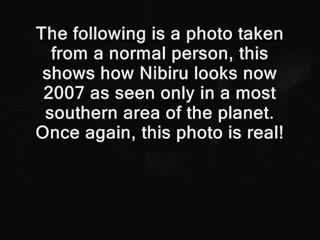 The following is a photo taken
from a normal person, this
shows how Nibiru looks now
2007 as seen only in a most
southern area of the planet.
Once again, this photo is real!